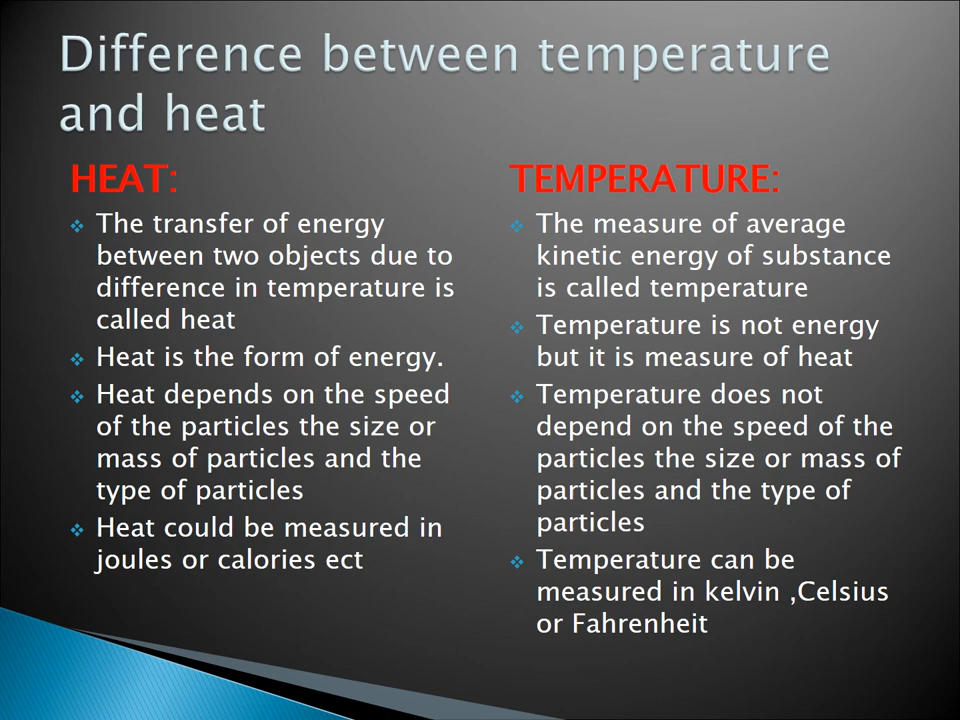 Difference between temperature
and heat
HEAT:
The transfer of energy
between two objects due to
difference in temperature is
called heat
Heat is the form of energy.
Heat depends on the speed
of the particles the size or
mass of particles and the
type of particles
Heat could be measured in
joules or calories ect
TEMPERATURE:
The measure of average
kinetic energy of substance
is called temperature
Temperature is not energy
but it is measure of heat
Temperature does not
depend on the speed of the
particles the size or mass of
particles and the type of
particles
Temperature can be
measured in kelvin ,Celsius
or Fahrenheit